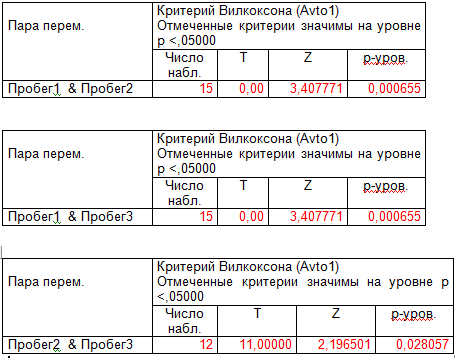 Пара перем.
Критерий Вилкоксона (Avto1)
Отмеченные критерии значимы на уровне
p <,05000
Число набл. T Z p-уров.
Пробег1 & Пробег2 15 0,00 3,407771 0,000655
Пара перем.
Критерий Вилкоксона (Avto1)
Отмеченные критерии значимы на уровне
p <,05000
Число набл. T Z p-уров.
Пробег1 & Пробег3 15 0,00 3,407771 0,000655
Пара перем.
Критерий Вилкоксона (Avto1)
Отмеченные критерии значимы на уровне p
<,05000
Число набл. T Z p-уров.
Пробег2 & Пробег3 12 11,00000 2,196501 0,028057